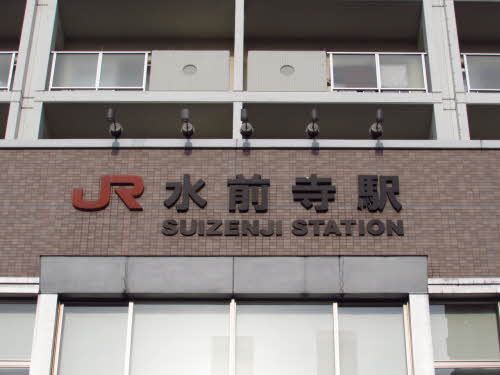 JR 水前寺駅
SUIZENJI STATION